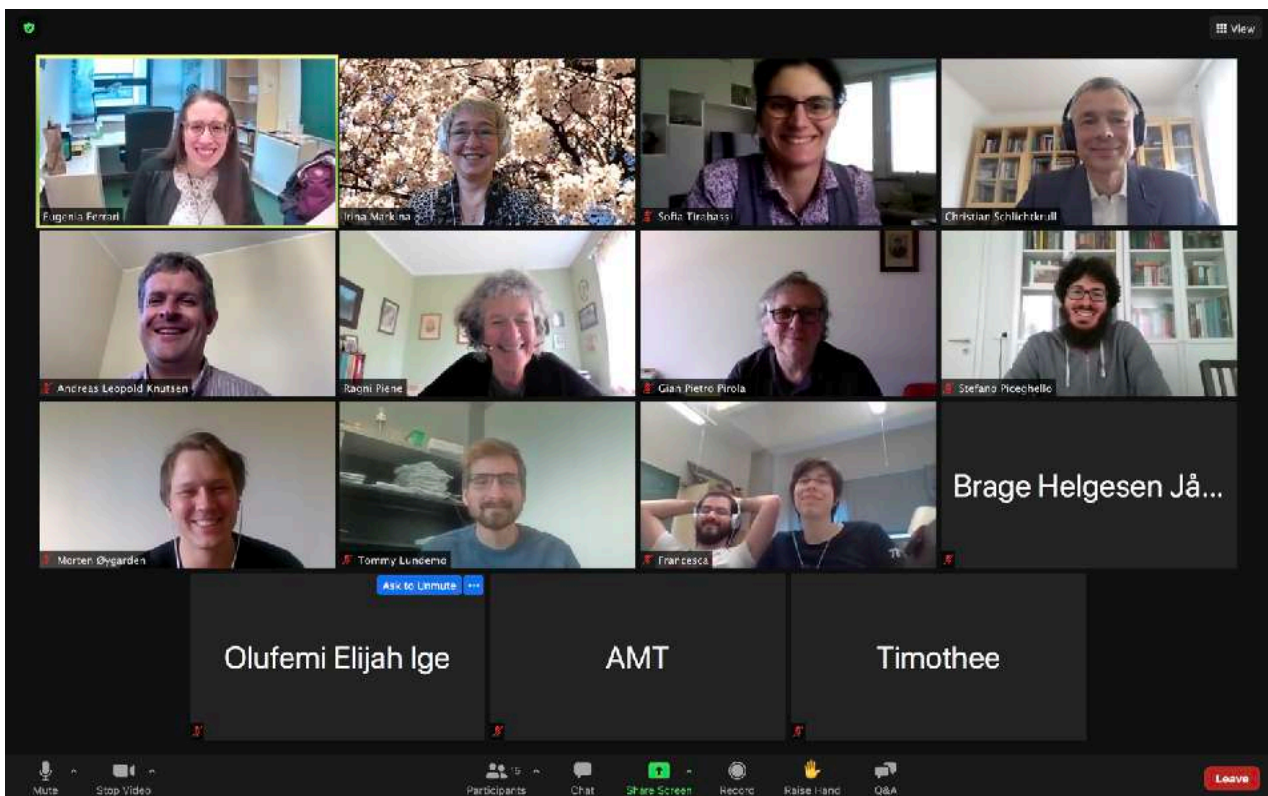 View
Eugenia Ferrari
Irina Markina
Sofia Tirabassi
Christian Schlichtkrull
Andreas Leopold Knutsen
Ragni Piene
Gian Pietro Pirola
Stefano Piceghello
Morten Øygarden
Tommy Lundemo
Francesca
Brage Helgesen Jå...
Ask to Unmute
Olufemi Elijah Ige
AMT
Timothee
15
Mute
Stop Video
Participants
Chat
Share Screen
Record
Raise Hand
Q&A
Leave